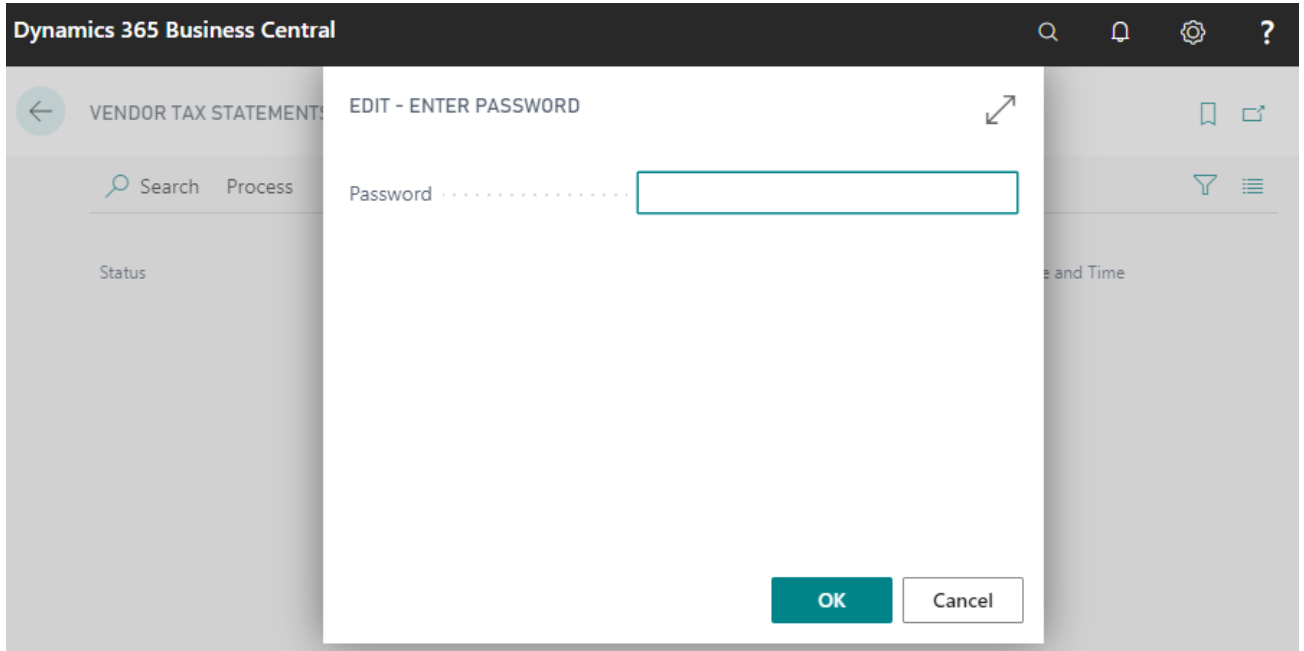 Dynamics 365 Business Central
?
VENDOR TAX STATEMENTS
EDIT - ENTER PASSWORD
Search Process
Password
Status
e and Time
OK Cancel